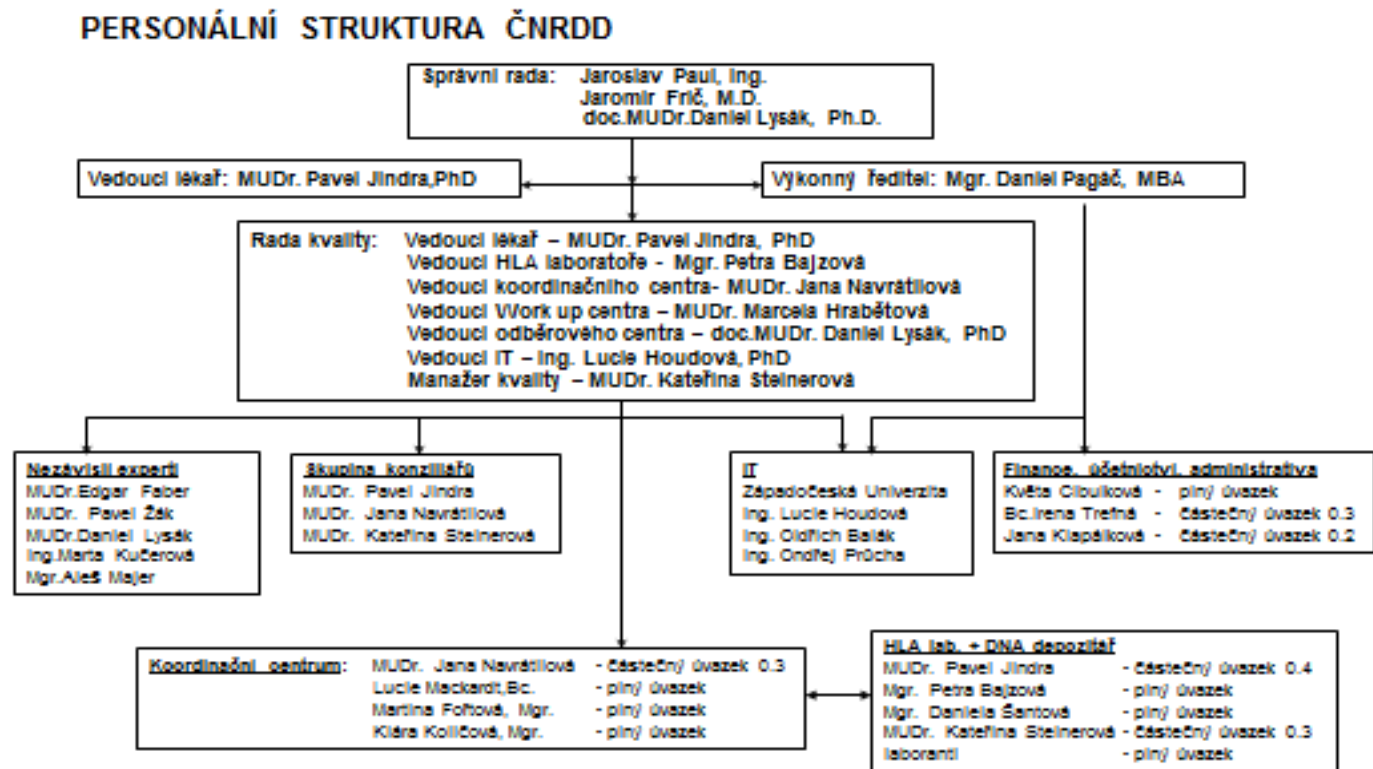 PERSONÁLNÍ STRUKTURA ČNRDD
Správní rada: Jaroslav Paul, Ing.
Jaromír Frič, M.D.
doc.MUDr.Daniel Lysák, Ph.D.
Vedoucí lékař: MUDr. Pavel Jindra,PhD
Výkonný ředitel: Mgr. Daniel Pagáč, MBA
Rada kvality: Vedoucí lékař – MUDr. Pavel Jindra, PhD
Vedoucí HLA laboratoře - Mgr. Petra Bajzová
Vedoucí koordinačního centra- MUDr. Jana Navrátilová
Vedoucí Work up centra – MUDr. Marcela Hrabětová
Vedoucí odběrového centra – doc.MUDr. Daniel Lysák, PhD
Vedoucí IT – Ing. Lucie Houdová, PhD
Manažer kvality – MUDr. Kateřina Steinerová
Nezávislí experti
MUDr.Edgar Faber
MUDr. Pavel Žák
MUDr.Daniel Lysák
Ing.Marta Kučerová
Mgr.Aleš Majer
Skupina konziliářů
MUDr. Pavel Jindra
MUDr. Jana Navrátilová
MUDr. Kateřina Steinerová
IT
Západočeská Univerzita
Ing. Lucie Houdová
Ing. Oldřich Balák
Ing. Ondřej Průcha
Finance, účetnictví, administrativa
Květa Cibulková - plný úvazek
Bc.Irena Trefná - částečný úvazek 0.3
Jana Klapálková - částečný úvazek 0.2
Koordinační centrum: MUDr. Jana Navrátilová - částečný úvazek 0.3
Lucie Mackardt,Bc. - plný úvazek
Martina Fořtová, Mgr. - plný úvazek
Klára Količová, Mgr. - plný úvazek
HLA lab. + DNA depozitář
MUDr. Pavel Jindra - částečný úvazek 0.4
Mgr. Petra Bajzová - plný úvazek
Mgr. Daniela Šantová - plný úvazek
MUDr. Kateřina Steinerová - částečný úvazek 0.3
laboranti - plný úvazek